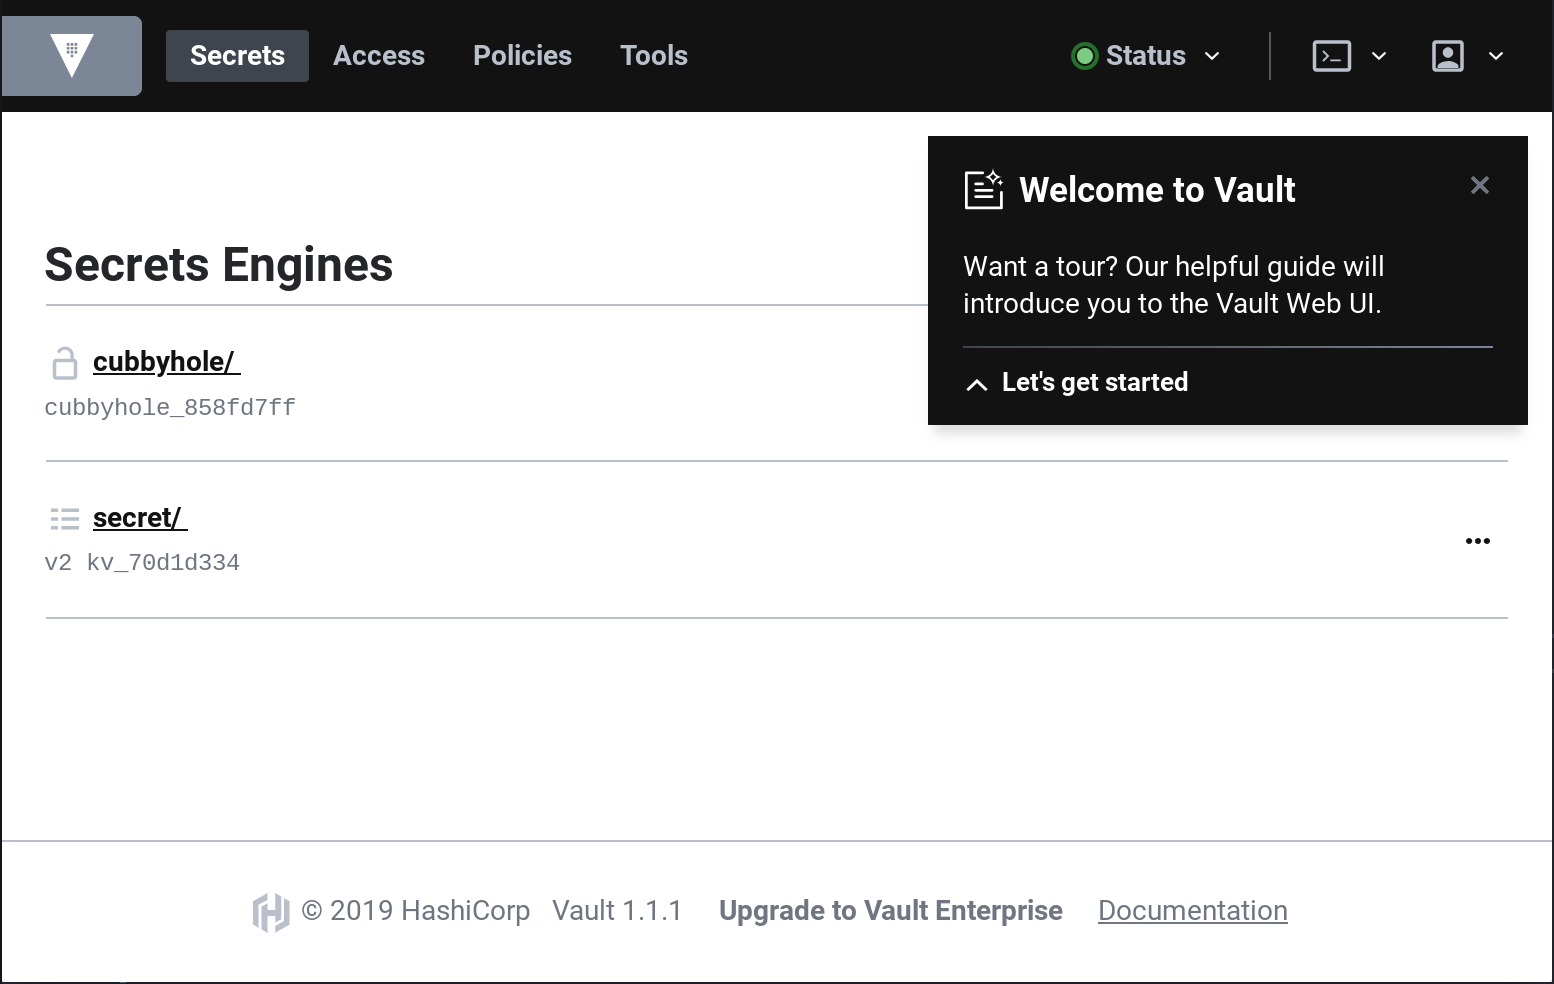 Secrets Access Policies Tools Status
Welcome to Vault
Want a tour? Our helpful guide will
introduce you to the Vault Web UI.
Let's get started
Secrets Engines
cubbyhole/
cubbyhole_858fd7ff
secret/
v2 kv_70d1d334
© 2019 HashiCorp Vault 1.1.1 Upgrade to Vault Enterprise Documentation